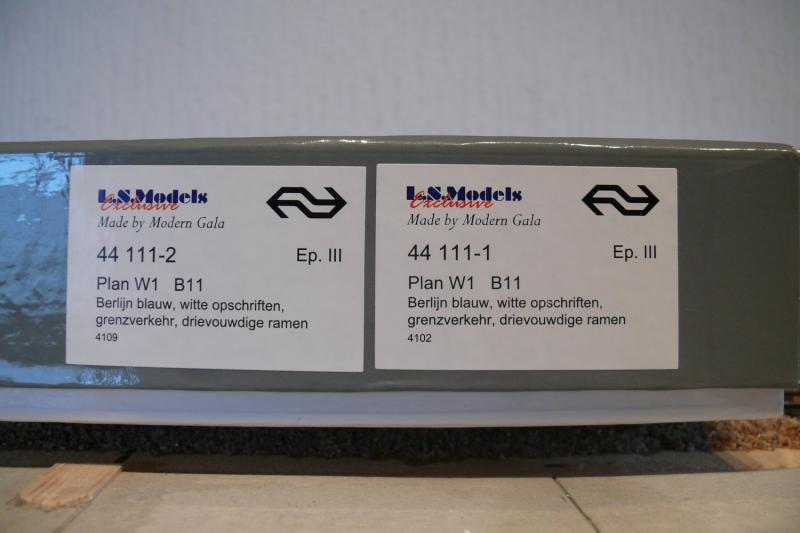 L.S.Models
Exclusive
Made by Modern Gala
44 111-2 Ep. III
Plan W1 B11
Berlijn blauw, witte opschriften,
grenzverkehr, drievouwdige ramen
4109
L.S.Models
Exclusive
Made by Modern Gala
44 111-1 Ep. III
Plan W1 B11
Berlijn blauw, witte opschriften,
grenzverkehr, drievouwdige ramen
4102